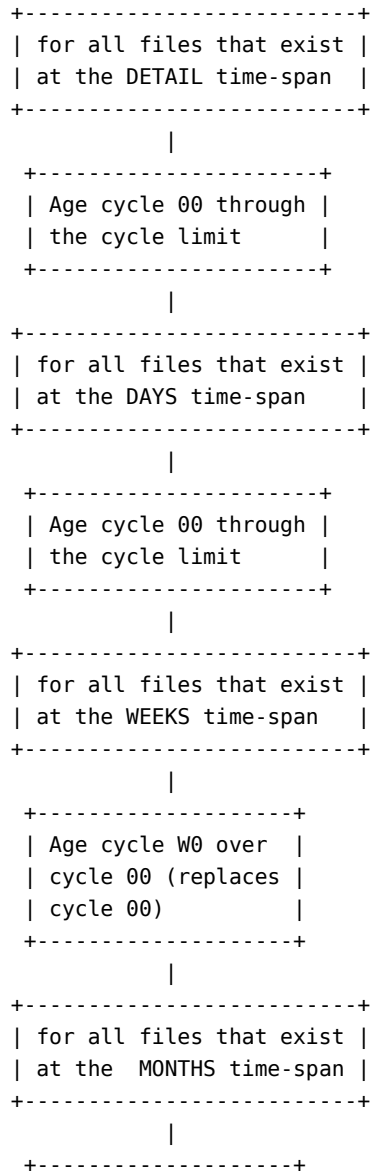 for all files that exist
at the DETAIL time-span
Age cycle 00 through
the cycle limit
for all files that exist
at the DAYS time-span
Age cycle 00 through
the cycle limit
for all files that exist
at the WEEKS time-span
Age cycle W0 over
cycle 00 (replaces
cycle 00)
for all files that exist
at the  MONTHS time-span